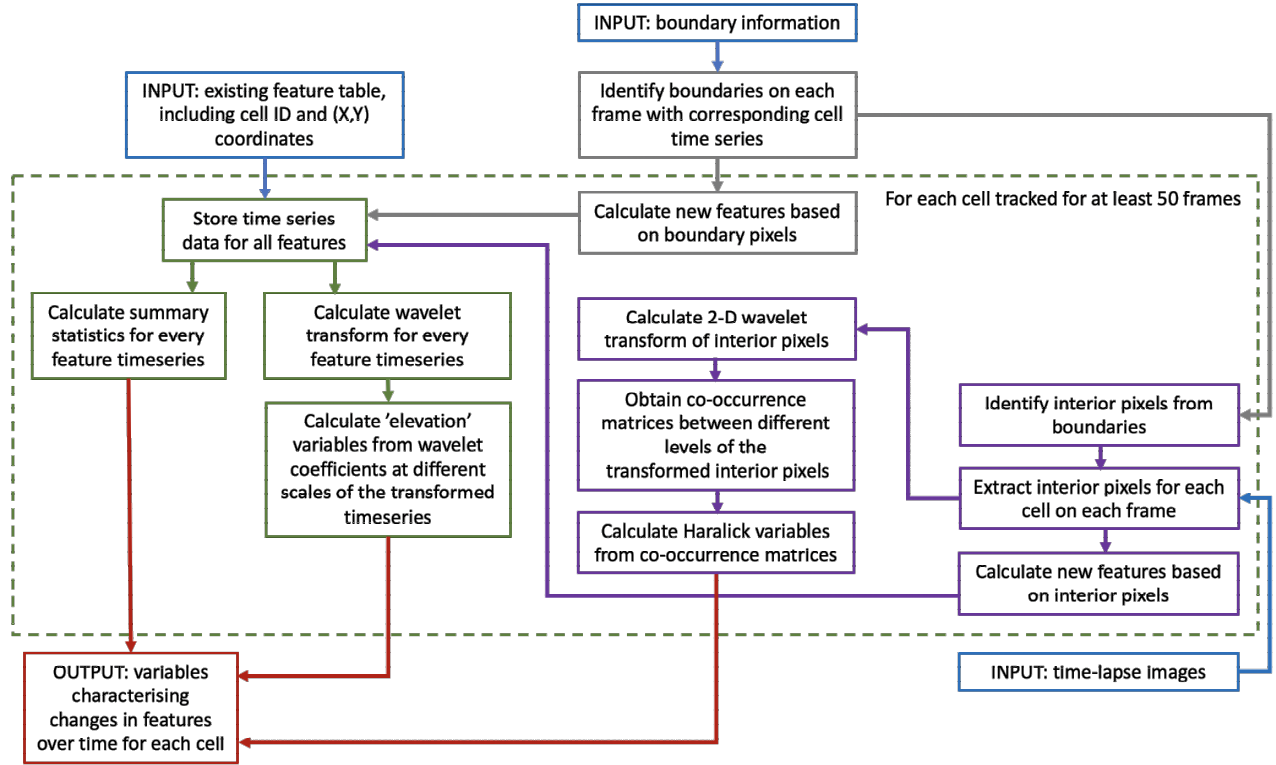 INPUT: boundary information
INPUT: existing feature table,
including cell ID and (X,Y)
coordinates
Identify boundaries on each
frame with corresponding cell
time series
For each cell tracked for at least 50 frames
Store time series
data for all features
Calculate new features based
on boundary pixels
Calculate summary
statistics for every
feature timeseries
Calculate wavelet
transform for every
feature timeseries
Calculate 2-D wavelet
transform of interior pixels
Calculate ’elevation’
variables from wavelet
coefficients at different
scales of the transformed
timeseries
Obtain co-occurrence
matrices between different
levels of the
transformed interior pixels
Identify interior pixels from
boundaries
Extract interior pixels for each
cell on each frame
Calculate Haralick variables
from co-occurrence matrices
Calculate new features based
on interior pixels
OUTPUT: variables
characterising
changes in features
over time for each cell
INPUT: time-lapse images